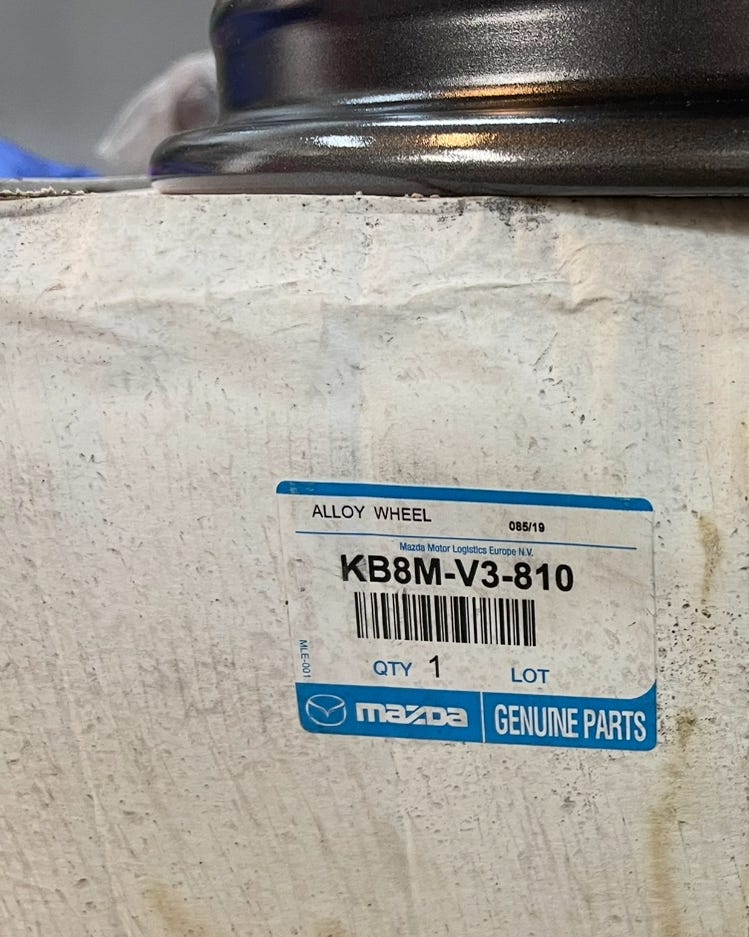 ALLOY WHEEL 085/19
Mazda Motor Logistics Europe N.V.
KB8M-V3-810
MLE-001
QTY 1 LOT
mazda GENUINE PARTS